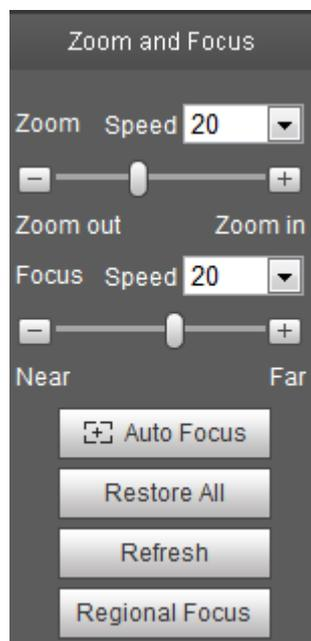 Zoom and Focus
Zoom Speed 20
Zoom out Zoom in
Focus Speed 20
Near Far
Auto Focus
Restore All
Refresh
Regional Focus